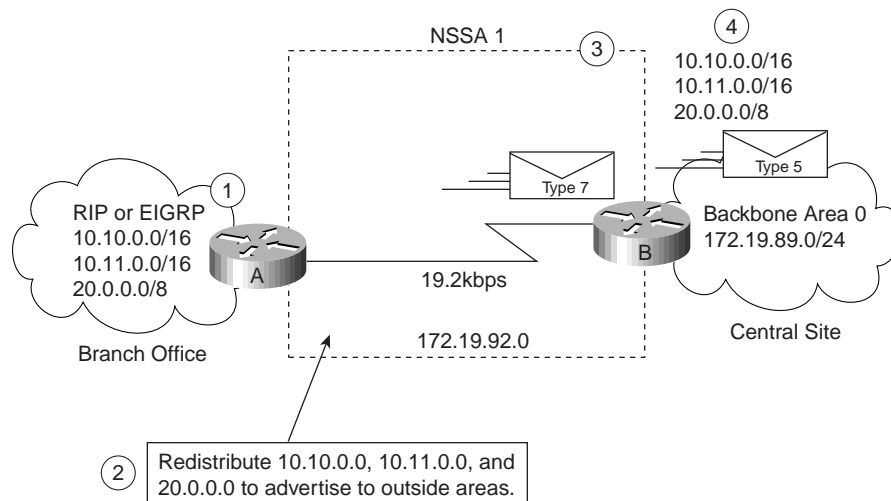 NSSA 1
3
4
10.10.0.0/16
10.11.0.0/16
20.0.0.0/8
Type 7
Type 5
1
RIP or EIGRP
10.10.0.0/16
10.11.0.0/16
20.0.0.0/8
A
Branch Office
19.2kbps
172.19.92.0
B
Backbone Area 0
172.19.89.0/24
Central Site
2
Redistribute 10.10.0.0, 10.11.0.0, and
20.0.0.0 to advertise to outside areas.